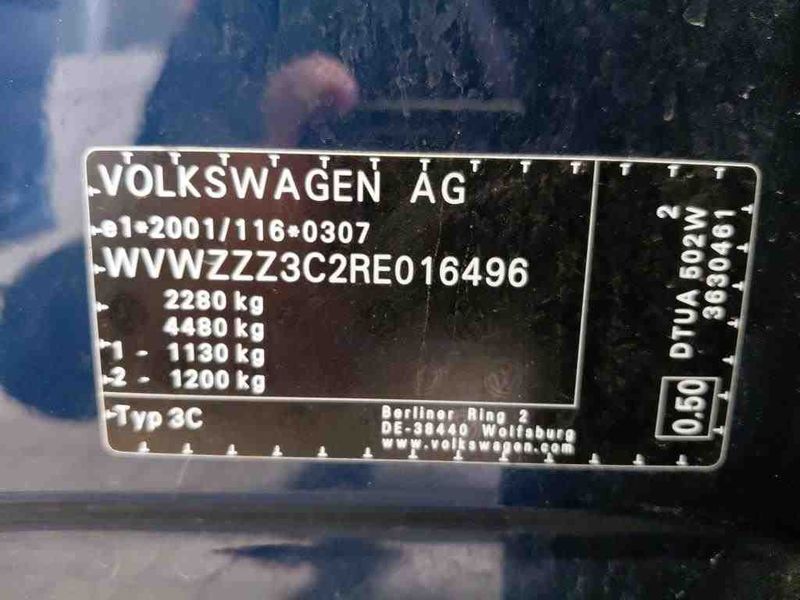 VOLKSWAGEN AG
e1*2001/116*0307
WVWZZZ3C2RE016496
2280 kg
4480 kg
1 - 1130 kg
2 - 1200 kg
Typ 3C
Berliner Ring 2
DE-38440 Wolfsburg
www.volkswagen.com
2
DTUA 502W
3630461
0.50